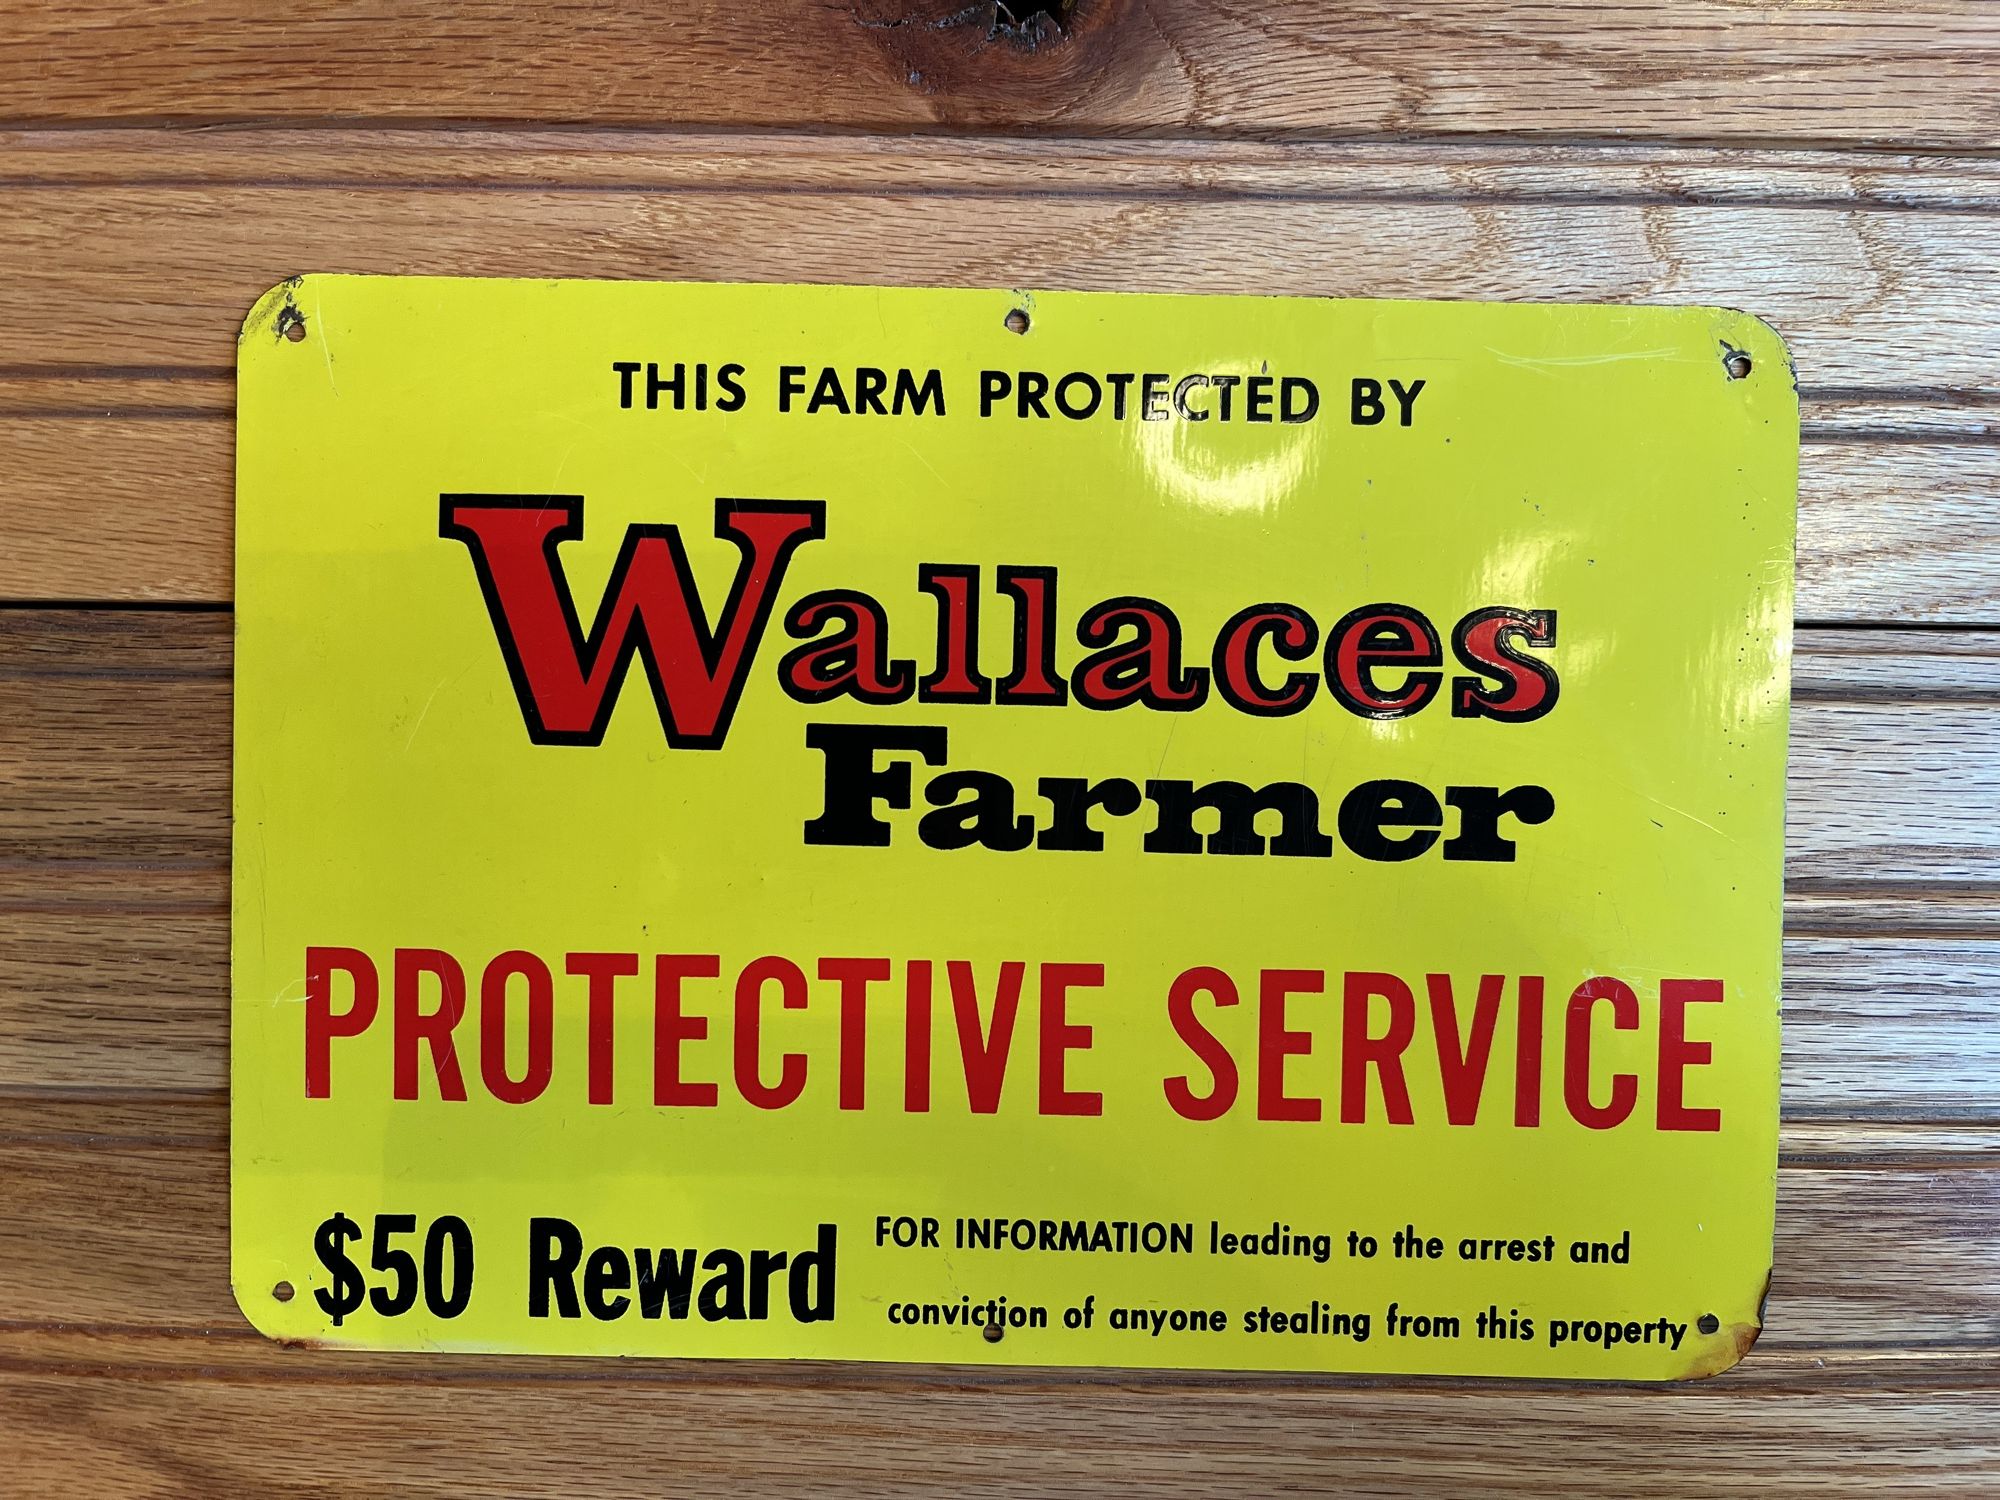 THIS FARM PROTECTED BY
Wallaces
Farmer
PROTECTIVE SERVICE
$50 Reward FOR INFORMATION leading to the arrest and
conviction of anyone stealing from this property